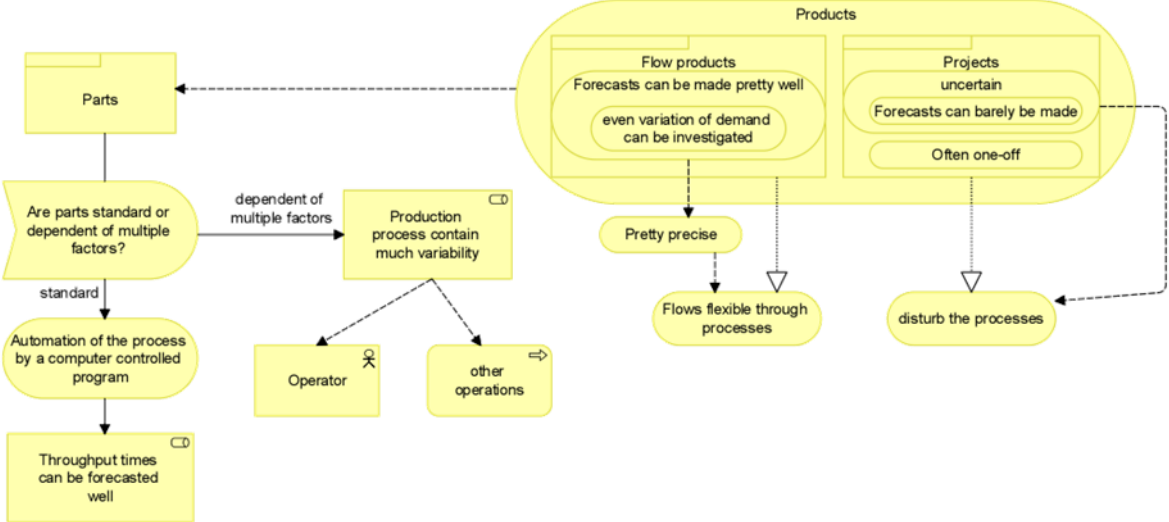 Products
Flow products
Forecasts can be made pretty well
even variation of demand
can be investigated
Projects
uncertain
Forecasts can barely be made
Often one-off
Parts
Are parts standard or
dependent of multiple
factors?
dependent of
multiple factors
Production
process contain
much variability
Pretty precise
standard
Flows flexible through
processes
disturb the processes
Automation of the process
by a computer controlled
program
Operator
other
operations
Throughput times
can be forecasted
well